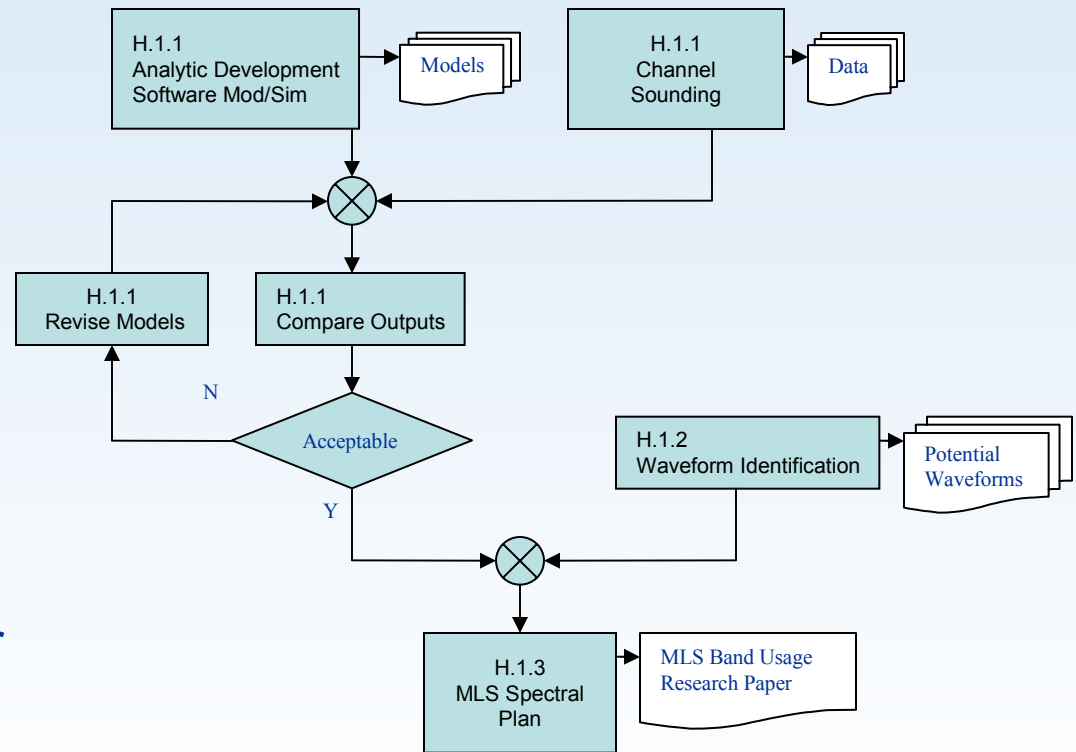 H.1.1
Analytic Development
Software Mod/Sim
Models
H.1.1
Channel
Sounding
Data
H.1.1
Revise Models
H.1.1
Compare Outputs
N
Acceptable
Y
H.1.2
Waveform Identification
Potential
Waveforms
H.1.3
MLS Spectral
Plan
MLS Band Usage
Research Paper